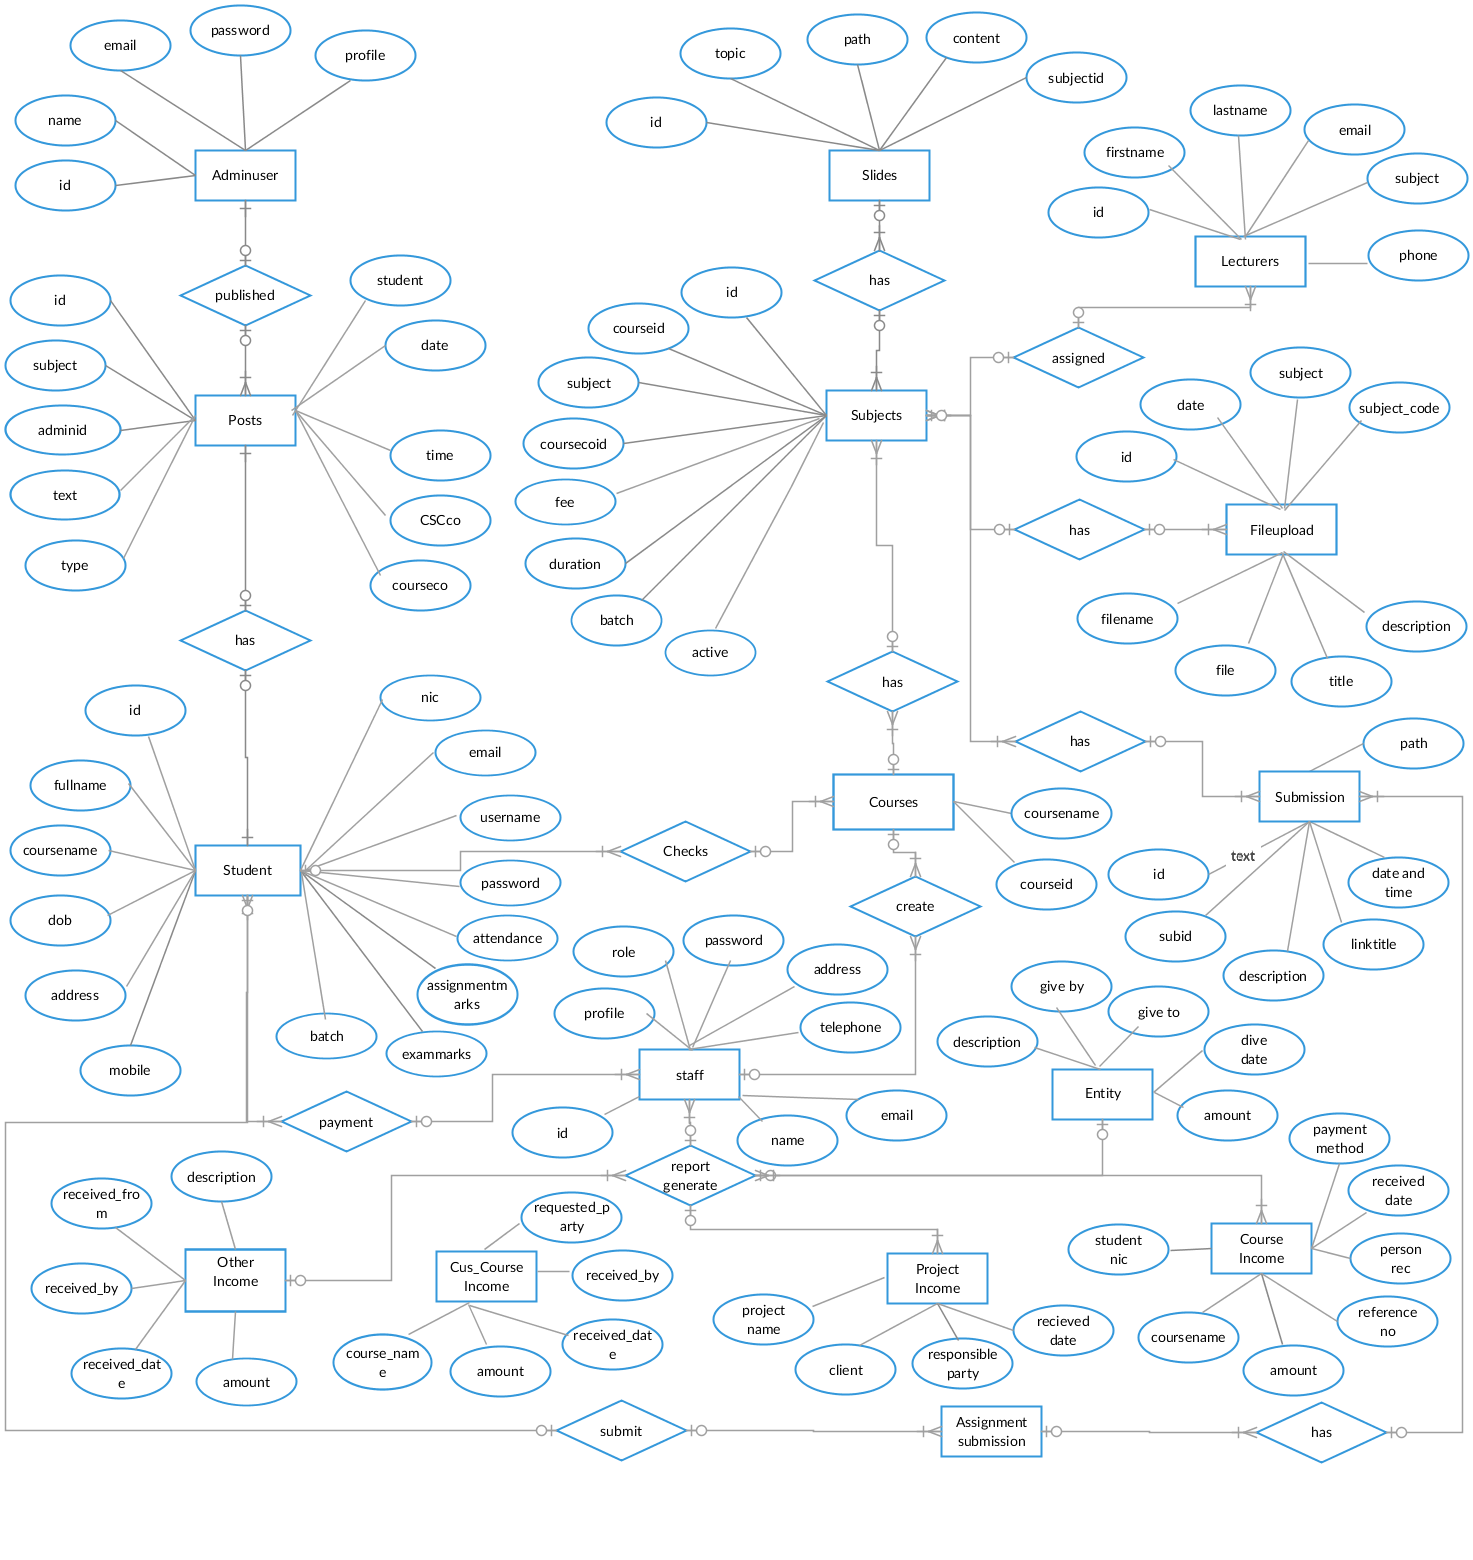 password
email
profile
name
id
Adminuser
topic
path
content
subjectid
id
Slides
lastname
email
firstname
subject
id
phone
Lecturers
published
student
id
date
subject
adminid
Posts
text
time
CSCco
type
courseco
has
has
id
courseid
subject
coursecoid
fee
duration
batch
active
Subjects
assigned
subject
date
subject_code
id
has
Fileupload
filename
description
file
title
has
has
path
Submission
text
id
date and
time
subid
linktitle
description
Courses
coursename
courseid
Checks
create
id
nic
email
fullname
username
coursename
Student
password
dob
attendance
address
assignmentm
arks
batch
exammarks
mobile
payment
role
password
address
profile
telephone
staff
id
name
email
give by
give to
description
dive
date
Entity
amount
report
generate
description
received_fro
m
received_by
Other
Income
received_dat
e
amount
requested_p
arty
Cus_Course
Income
received_by
course_nam
e
amount
received_dat
e
Project
Income
project
name
client
responsible
party
recieved
date
payment
method
received
date
student
nic
Course
Income
person
rec
coursename
reference
no
amount
submit
Assignment
submission
has